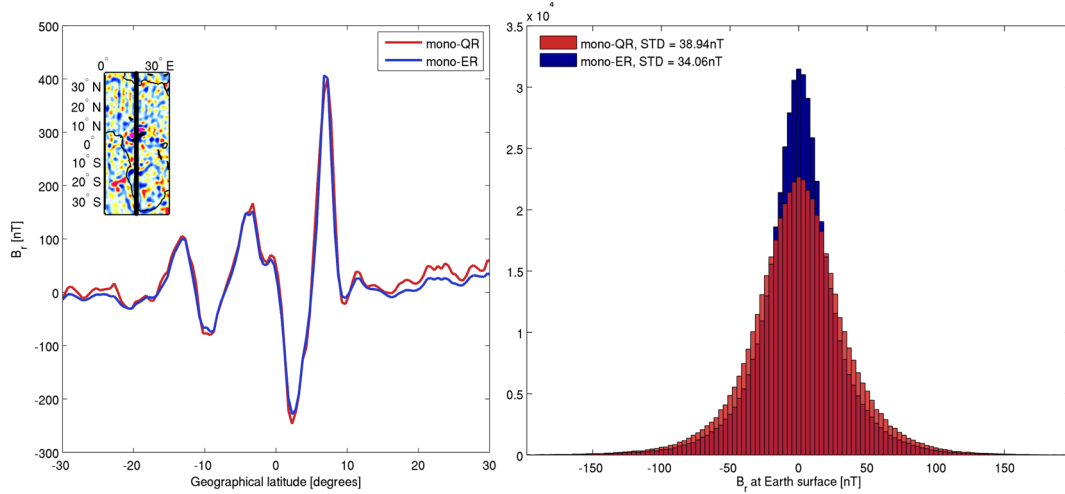 500
400
300
200
100
0
-100
-200
-300
B_r [nT]
-30
-20
-10
0
10
20
30
Geographical latitude [degrees]
mono-QR
mono-ER
0° 30° E
30° N
20° N
10° N
0°
10° S
20° S
30° S
x 10^4
3.5
3
2.5
2
1.5
1
0.5
0
mono-QR, STD = 38.94nT
mono-ER, STD = 34.06nT
-150
-100
-50
0
50
100
150
B_r at Earth surface [nT]